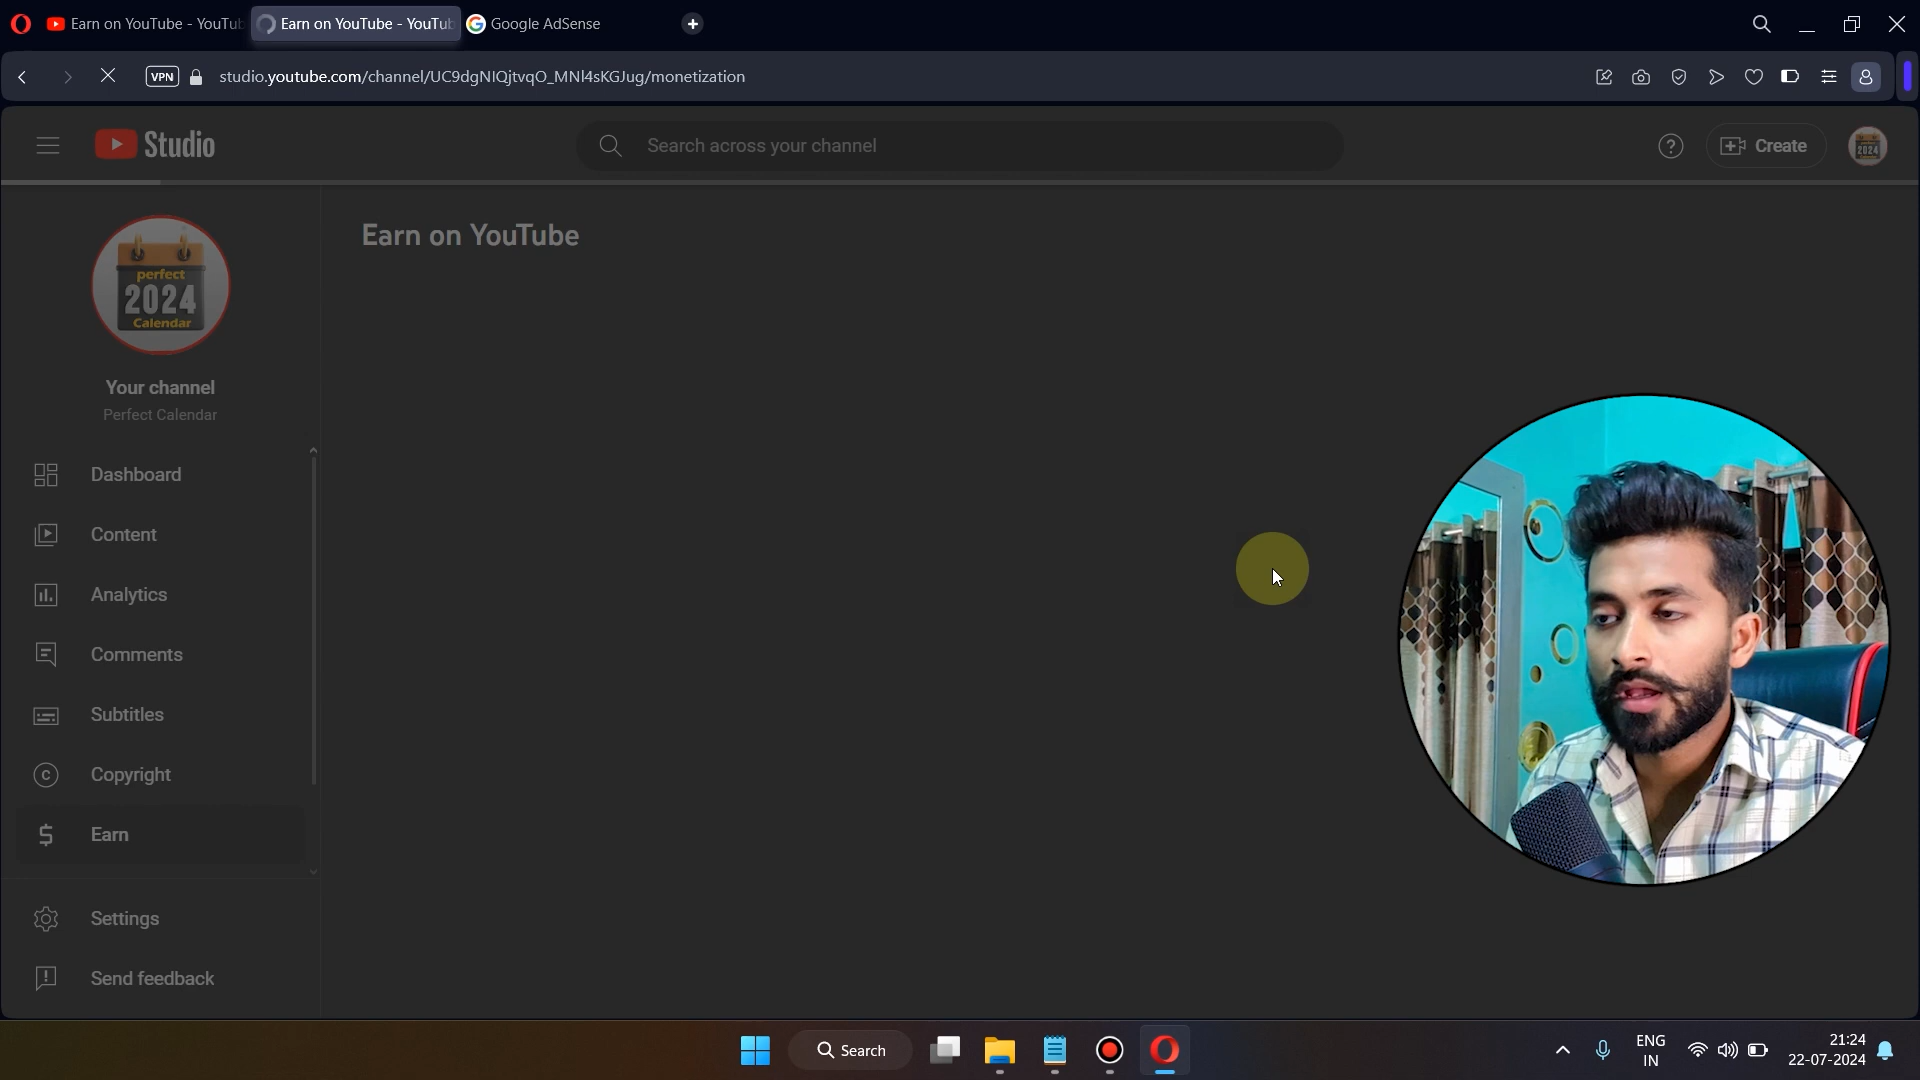 Earn on YouTube - YouTub
Earn on YouTube - YouTub
Google AdSense
VPN
studio.youtube.com/channel/UC9dgNIQjtvqO_MNl4sKGJug/monetization
Studio
Search across your channel
Create
2024
Earn on YouTube
perfect
2024
Calendar
Your channel
Perfect Calendar
Dashboard
Content
Analytics
Comments
Subtitles
Copyright
Earn
Settings
Send feedback
Search
ENG
IN
21:24
22-07-2024